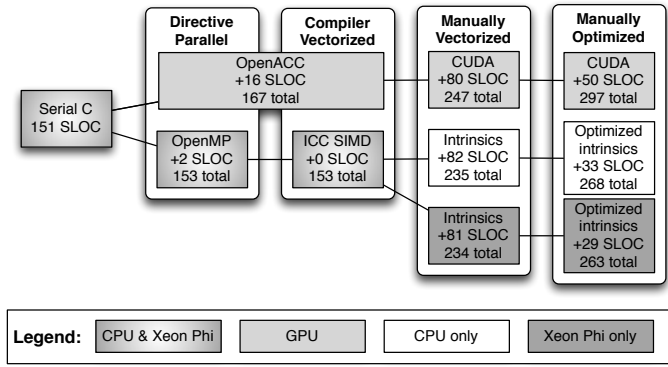 Directive
Parallel
Compiler
Vectorized
Manually
Vectorized
Manually
Optimized
Serial C
151 SLOC
OpenACC
+16 SLOC
167 total
CUDA
+80 SLOC
247 total
CUDA
+50 SLOC
297 total
OpenMP
+2 SLOC
153 total
ICC SIMD
+0 SLOC
153 total
Intrinsics
+82 SLOC
235 total
Optimized
intrinsics
+33 SLOC
268 total
Intrinsics
+81 SLOC
234 total
Optimized
intrinsics
+29 SLOC
263 total
Legend:
CPU & Xeon Phi
GPU
CPU only
Xeon Phi only